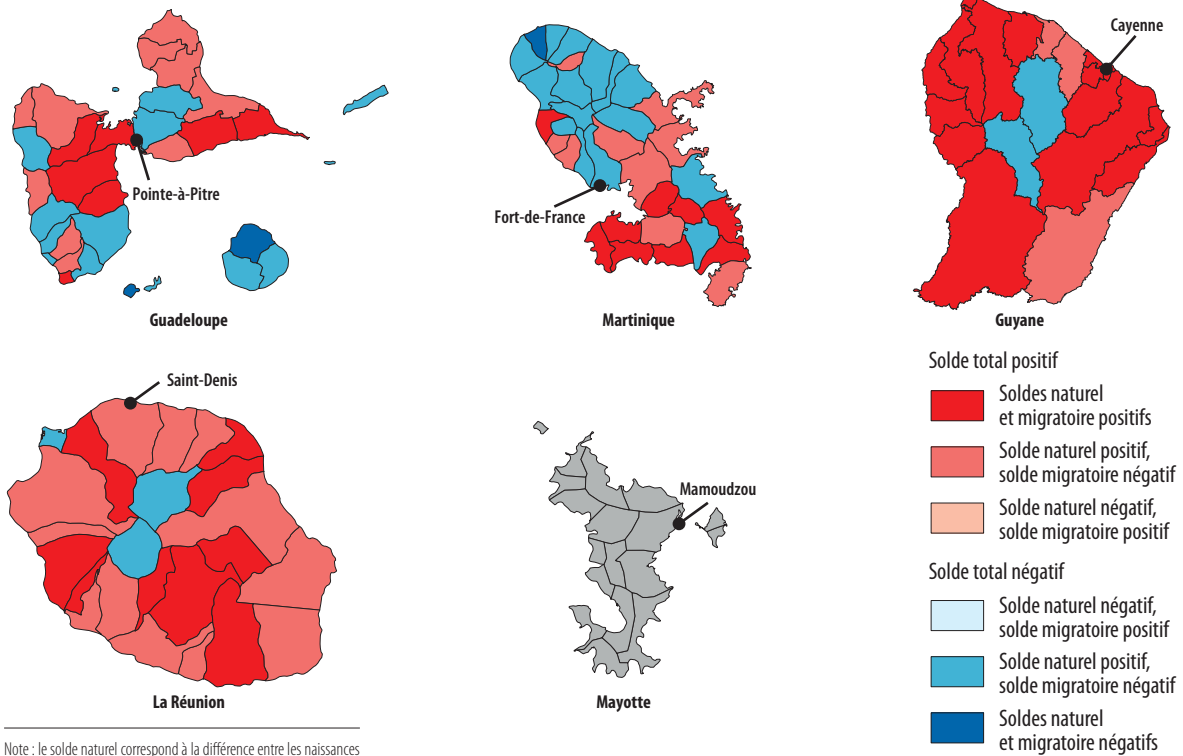 Cayenne
Pointe-à-Pitre
Fort-de-France
Guadeloupe
Martinique
Guyane
Saint-Denis
Mamoudzou
La Réunion
Mayotte
Solde total positif
Soldes naturel
et migratoire positifs
Solde naturel positif,
solde migratoire négatif
Solde naturel négatif,
solde migratoire positif
Solde total négatif
Solde naturel négatif,
solde migratoire positif
Solde naturel positif,
solde migratoire négatif
Soldes naturel
et migratoire négatifs
Note : le solde naturel correspond à la différence entre les naissances